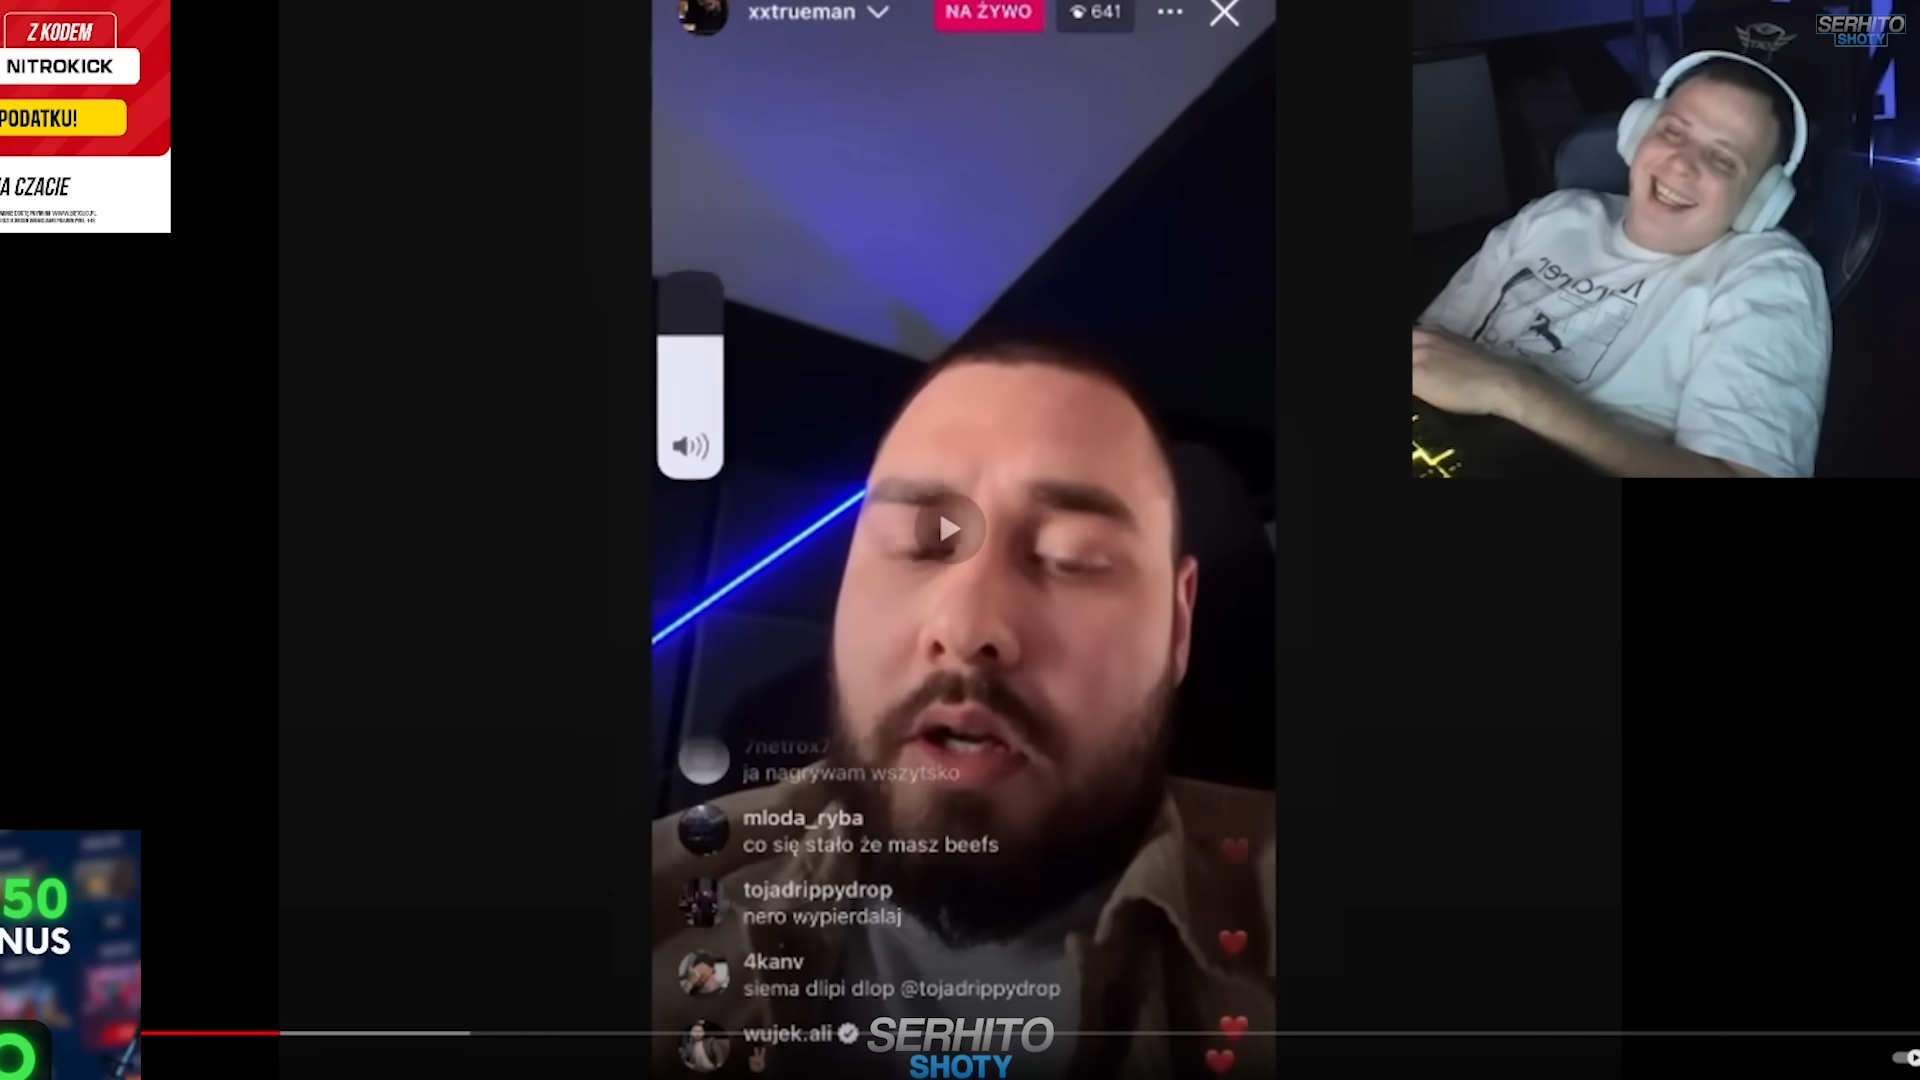 Z KODEM
NITROKICK
PODATKU!
A CZACIE
xxtrueman
NA ŻYWO
641
SERHITO
SHOTY
7netrox7
ja nagrywam wszytsko
mloda_ryba
co się stało że masz beefs
tojadrippydrop
nero wypierdalaj
4kanv
siema dlipi dlop @tojadrippydrop
wujek.ali
SERHITO
SHOTY
50
NUS